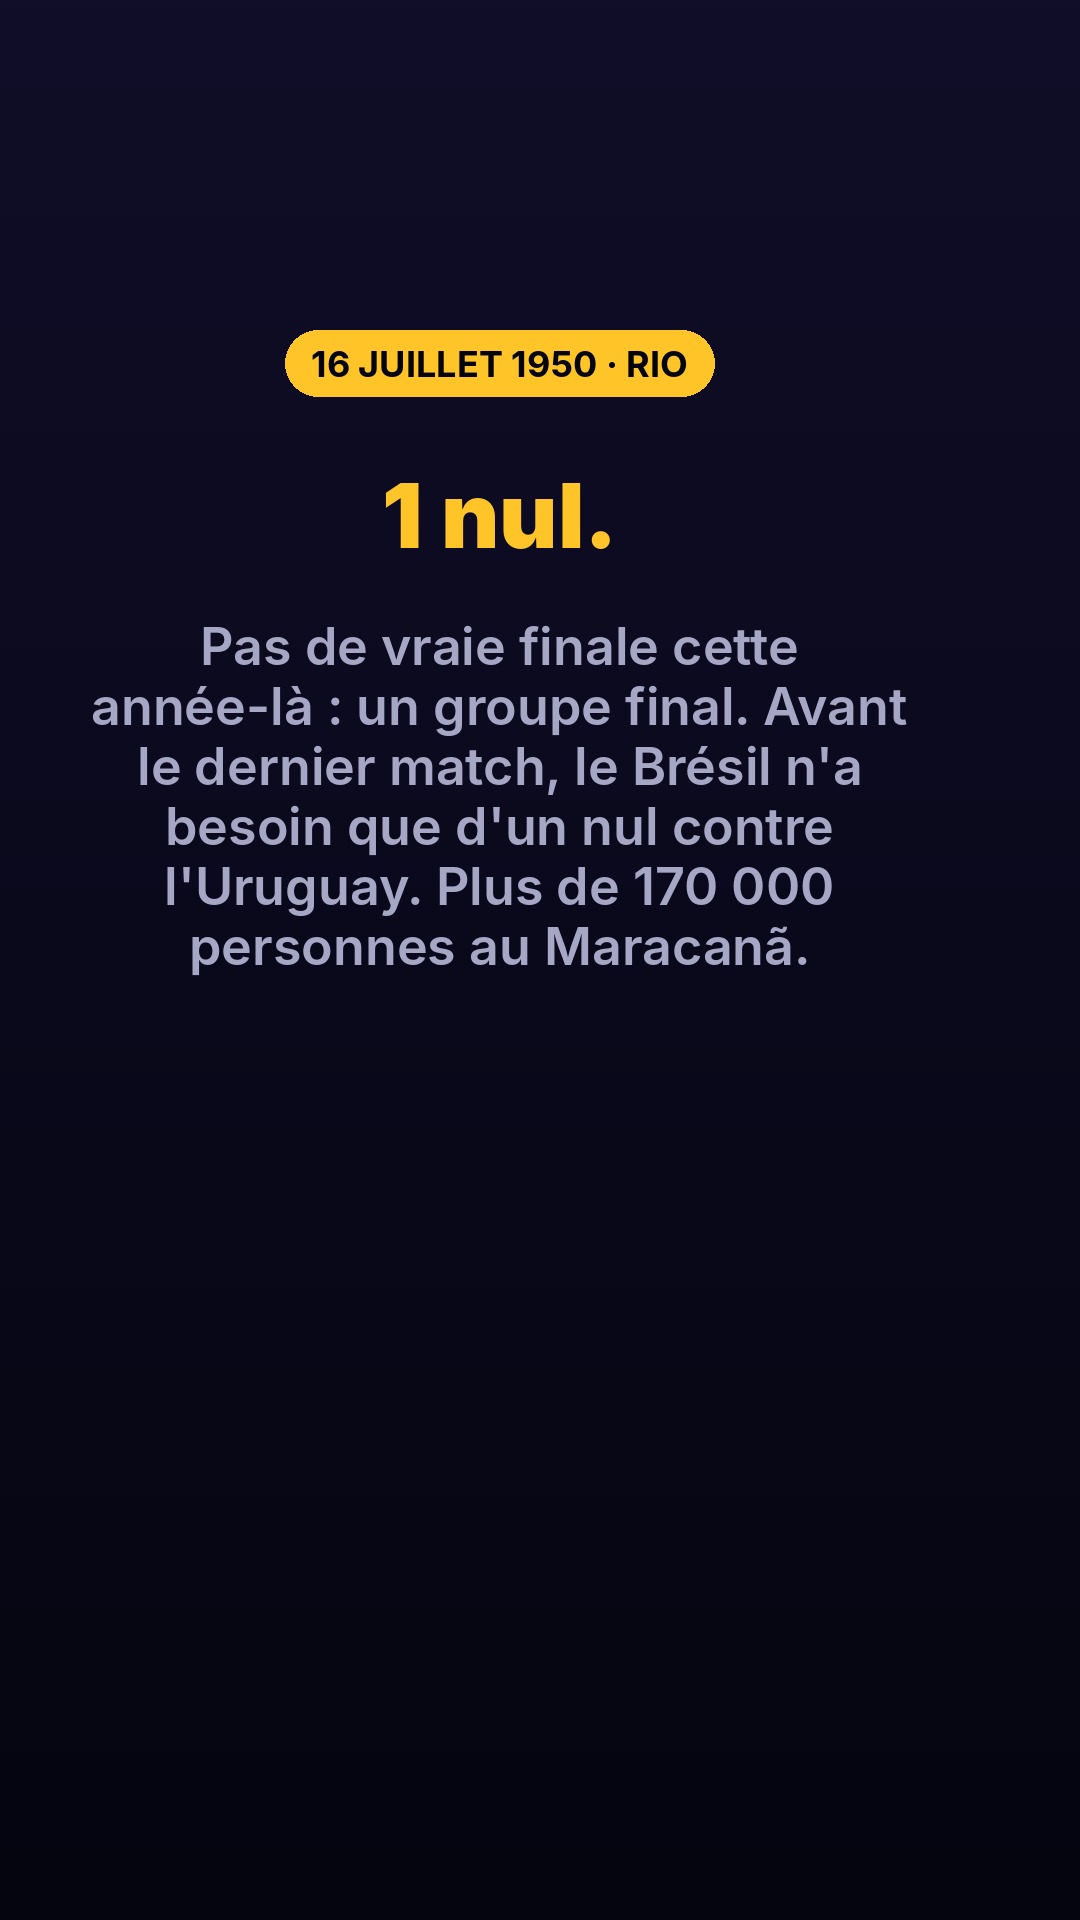 16 JUILLET 1950 · RIO
1 nul.
Pas de vraie finale cette
année-là : un groupe final. Avant
le dernier match, le Brésil n'a
besoin que d'un nul contre
l'Uruguay. Plus de 170 000
personnes au Maracanã.